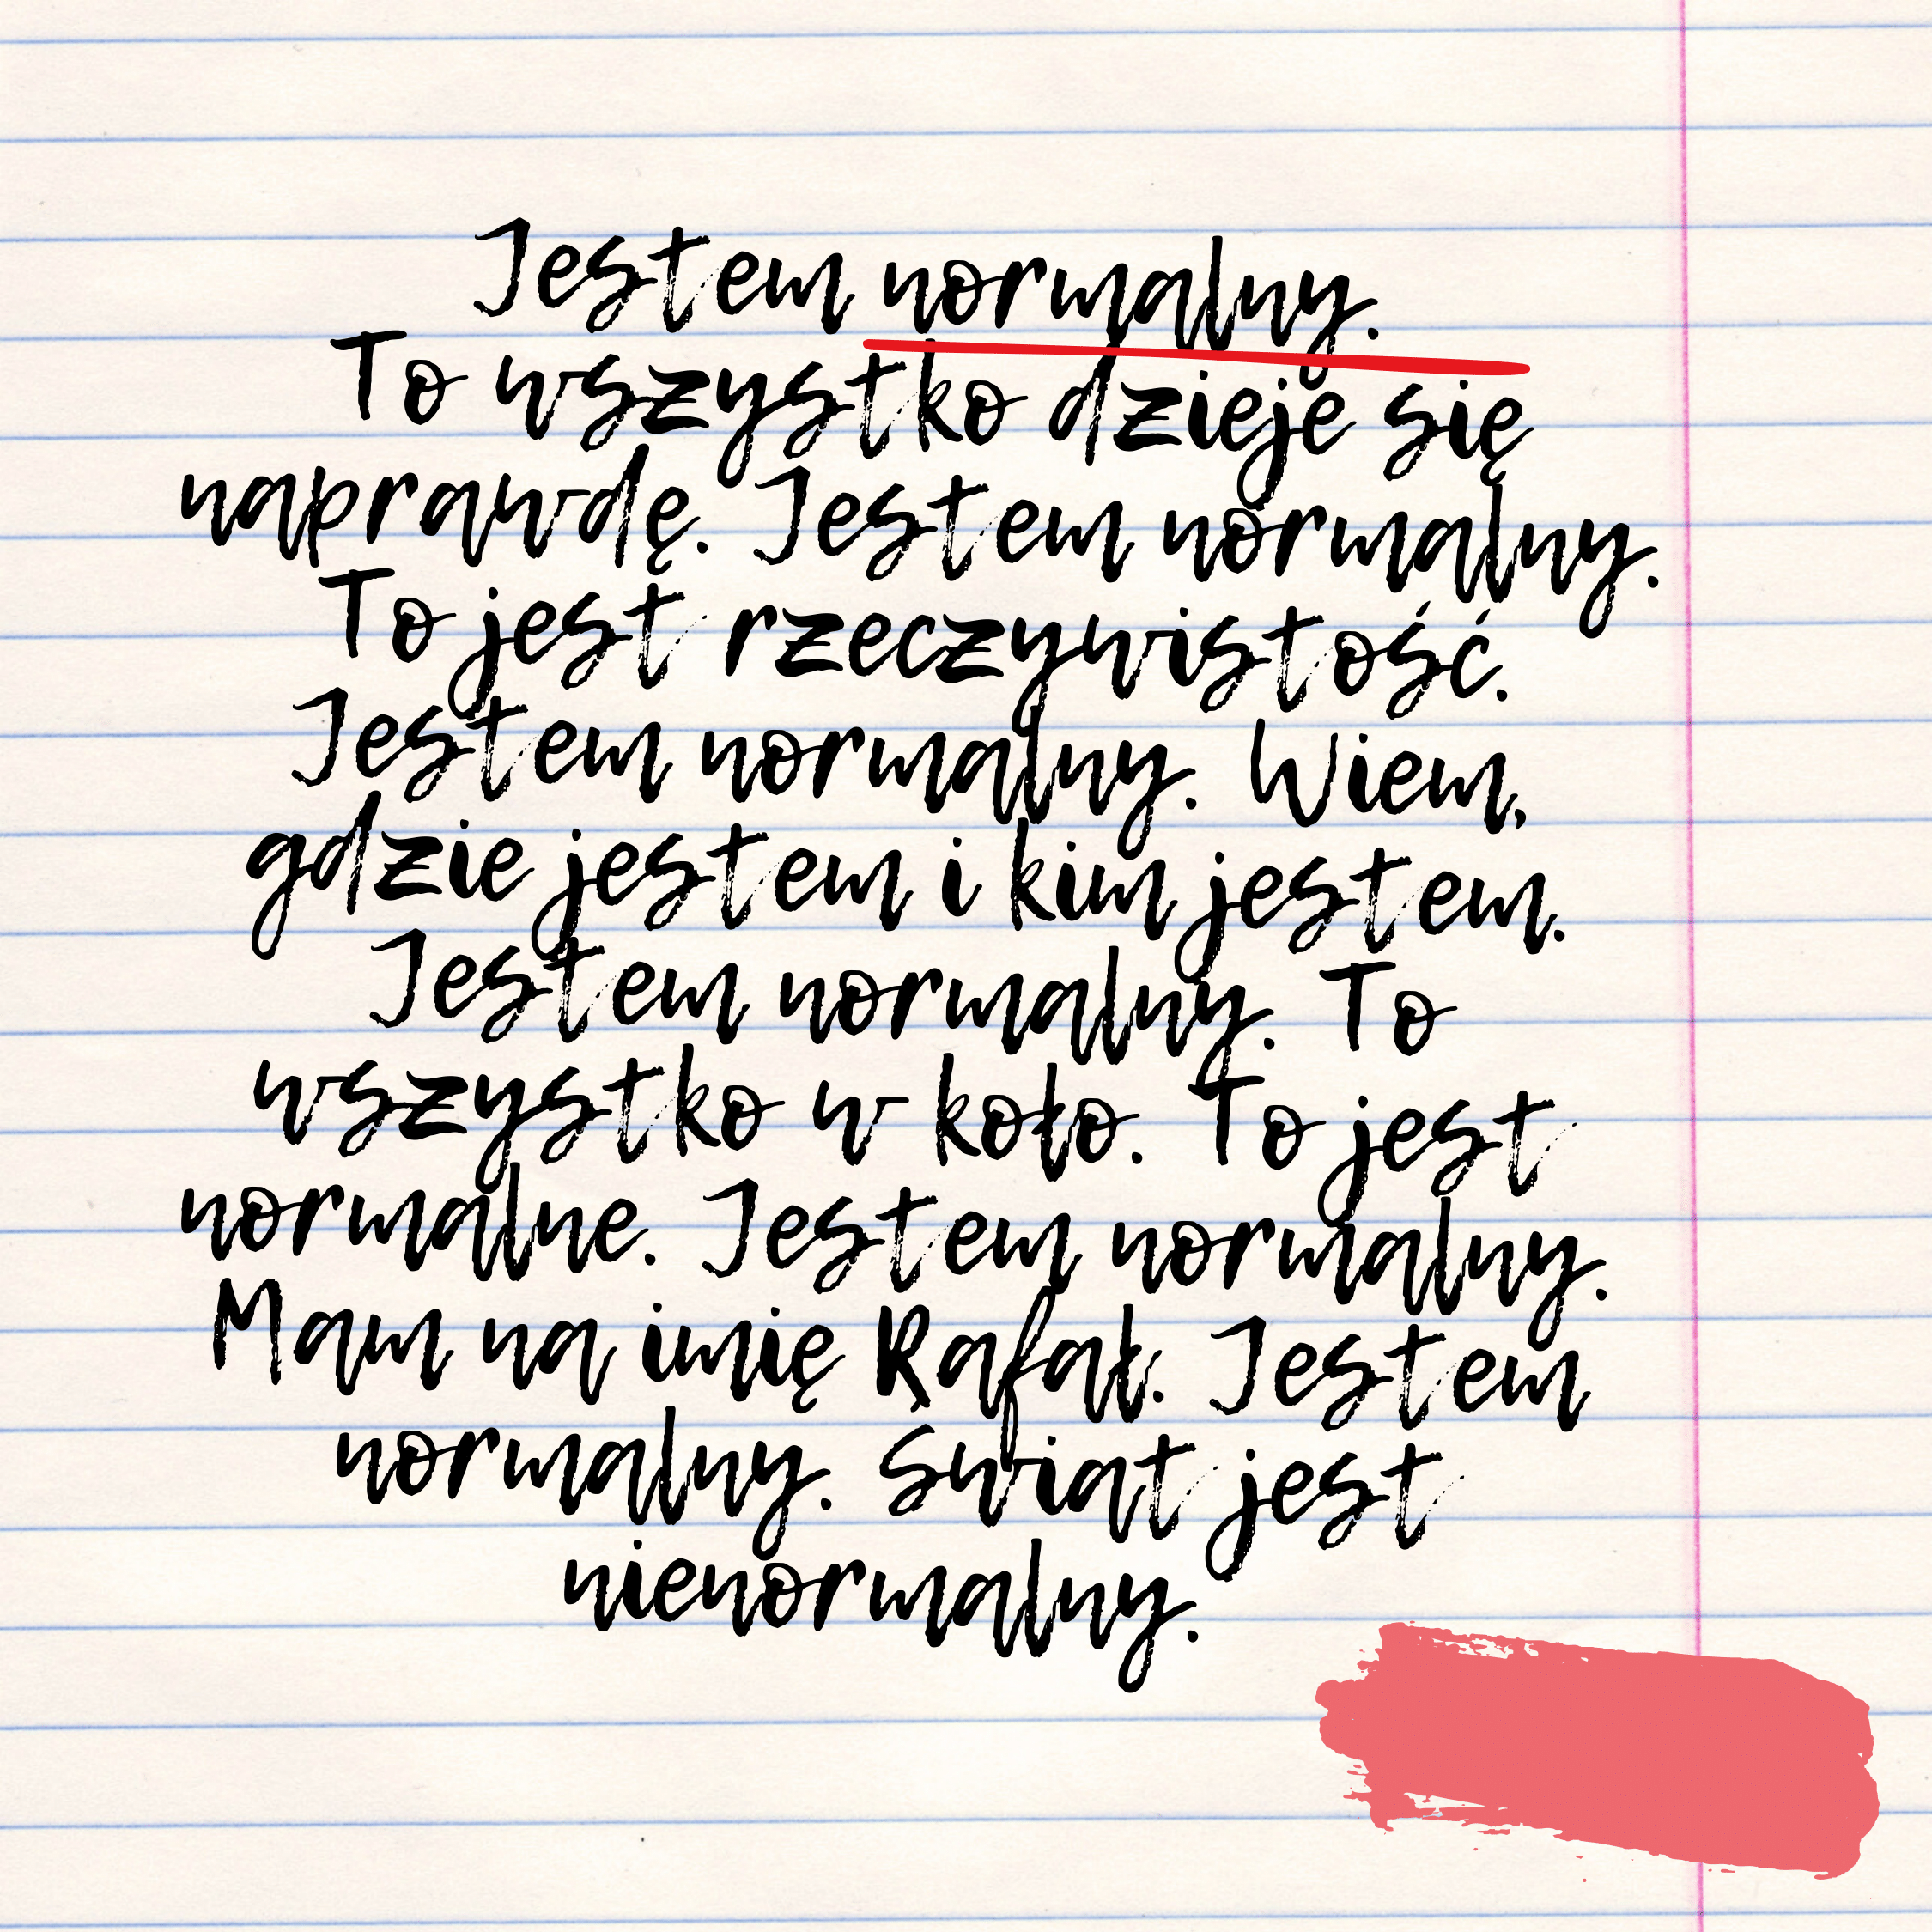 Jestem normalny.
To wszystko dzieje się
naprawdę. Jestem normalny.
To jest rzeczywistość.
Jestem normalny. Wiem,
gdzie jestem i kim jestem.
Jestem normalny. To
wszystko w koło. To jest
normalne. Jestem normalny.
Mam na imię Rafał. Jestem
normalny. Świat jest
nienormalny.